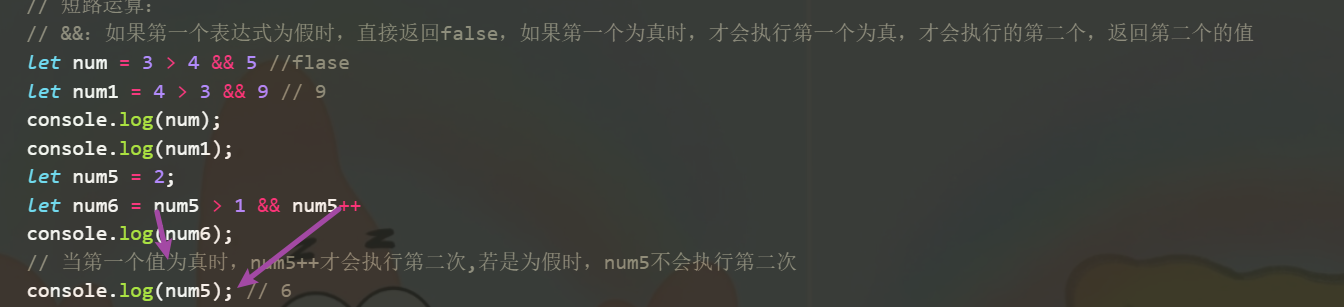 // 短路运算：
// &&：如果第一个表达式为假时，直接返回false，如果第一个为真时，才会执行第一个为真，才会执行的第二个，返回第二个的值
let num = 3 > 4 && 5 //flase
let num1 = 4 > 3 && 9 // 9
console.log(num);
console.log(num1);
let num5 = 2;
let num6 = num5 > 1 && num5++
console.log(num6);
// 当第一个值为真时，num5++才会执行第二次,若是为假时，num5不会执行第二次
console.log(num5); // 6